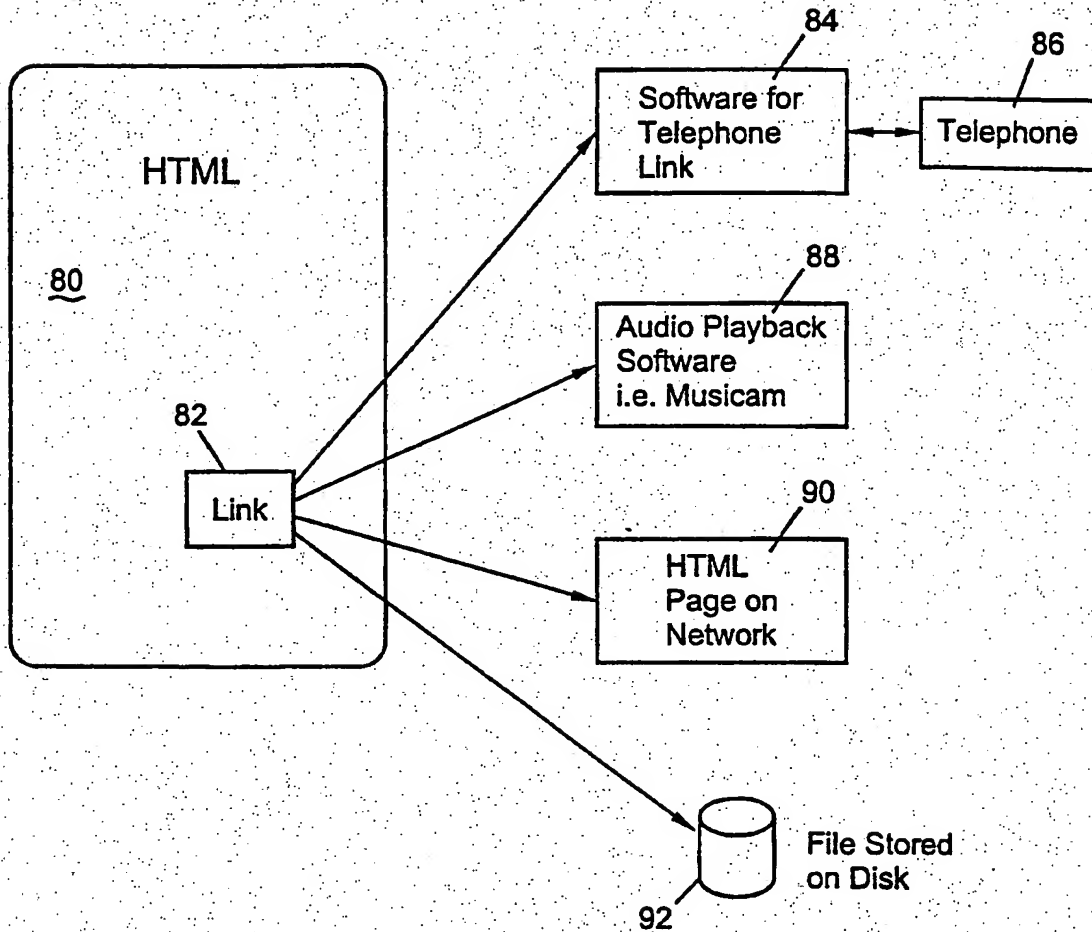 84
86
Software for
Telephone
Link
Telephone
HTML
80
88
Audio Playback
Software
i.e. Musicam
82
Link
90
HTML
Page on
Network
File Stored
on Disk
92